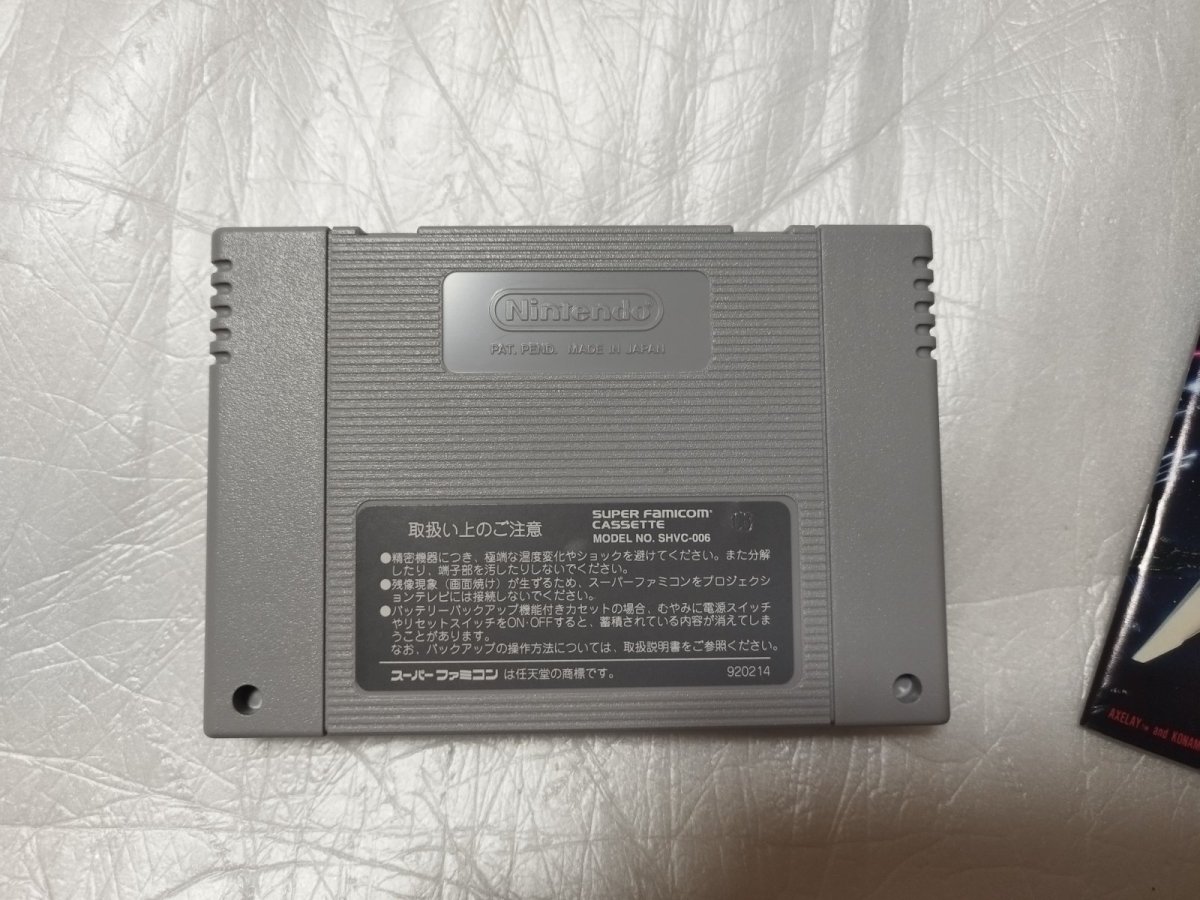 Nintendo®
PAT. PEND. MADE IN JAPAN
取扱い上のご注意
SUPER FAMICOM®
CASSETTE
MODEL NO. SHVC-006
●精密機器につき、極端な温度変化やショックを避けてください。また分解
したり、端子部を汚したりしないでください。
●残像現象（画面焼け）が生ずるため、スーパーファミコンをプロジェクシ
ョンテレビには接続しないでください。
●バッテリーバックアップ機能付きカセットの場合、むやみに電源スイッチ
やリセットスイッチをON·OFFすると、蓄積されている内容が消えてしま
うことがあります。
なお、バックアップの操作方法については、取扱説明書をご参照ください。
スーパーファミコン は任天堂の商標です。
920214
AXELAY™ and KONAMI